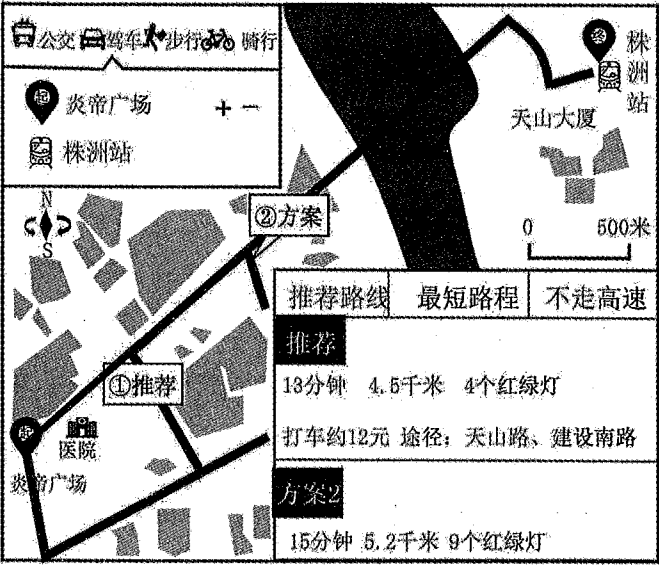 公交 驾车 步行 骑行
起 炎帝广场 + −
株洲站
N
S
终 株洲站
天山大厦
0 500米
②方案
①推荐
起
医院
炎帝广场
推荐路线 最短路程 不走高速
推荐
13分钟 4.5千米 4个红绿灯
打车约12元 途径：天山路、建设南路
方案2
15分钟 5.2千米 9个红绿灯